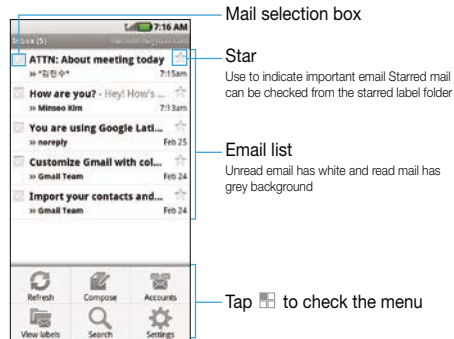 7:16 AM
Inbox (5)
ATTN: About meeting today
» "김민수"
7:15am
How are you? - Hey! How's ...
» Minseo Kim
7:13am
You are using Google Lati...
» noreply
Feb 25
Customize Gmail with col...
» Gmail Team
Feb 24
Import your contacts and...
» Gmail Team
Feb 24
Refresh
Compose
Accounts
View labels
Search
Settings
Mail selection box
Star
Use to indicate important email Starred mail
can be checked from the starred label folder
Email list
Unread email has white and read mail has
grey background
Tap to check the menu